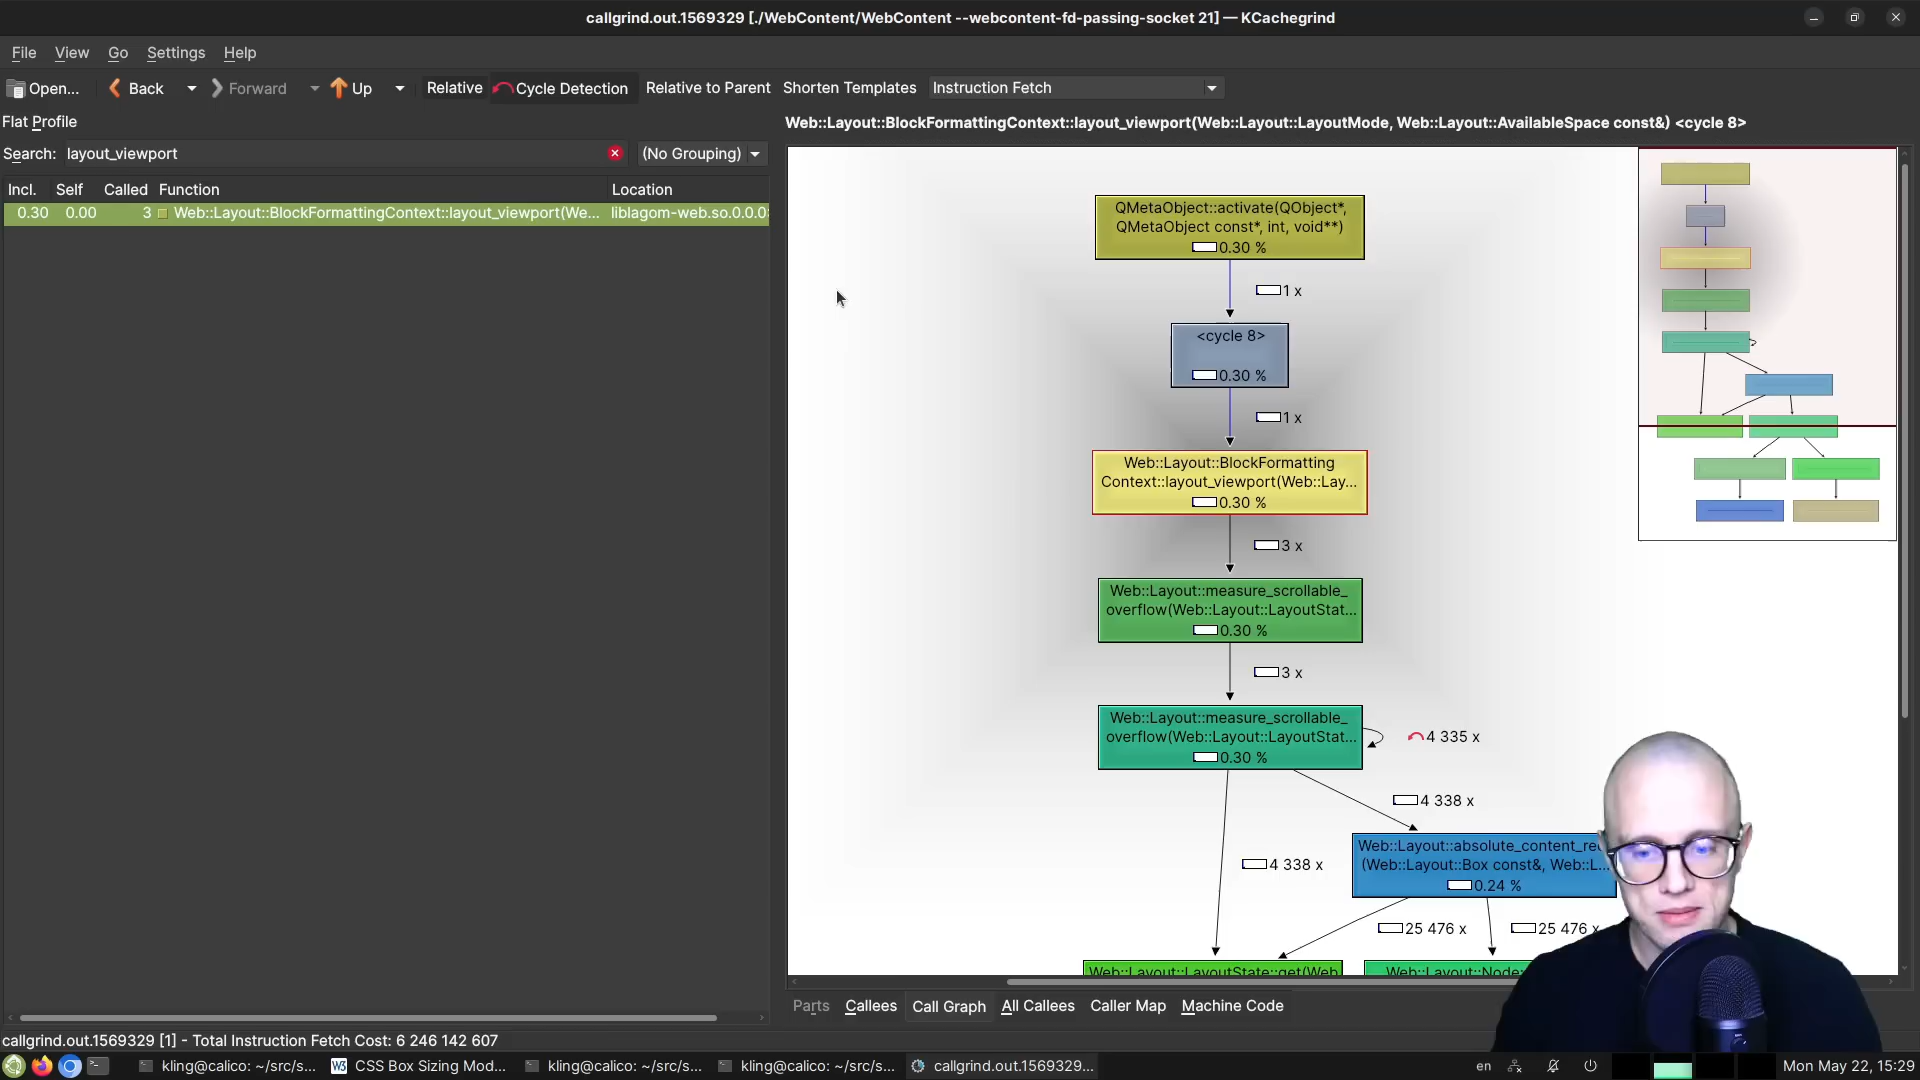 callgrind.out.1569329 [./WebContent/WebContent --webcontent-fd-passing-socket 21] — KCachegrind
File View Go Settings Help
Open... Back Forward Up Relative Cycle Detection Relative to Parent Shorten Templates Instruction Fetch
Flat Profile
Web::Layout::BlockFormattingContext::layout_viewport(Web::Layout::LayoutMode, Web::Layout::AvailableSpace const&) <cycle 8>
Search: layout_viewport (No Grouping)
Incl. Self Called Function Location
0.30 0.00 3 Web::Layout::BlockFormattingContext::layout_viewport(We... liblagom-web.so.0.0.0:
QMetaObject::activate(QObject*,
QMetaObject const*, int, void**)
0.30 %
1 x
<cycle 8>
0.30 %
1 x
Web::Layout::BlockFormatting
Context::layout_viewport(Web::Lay...
0.30 %
3 x
Web::Layout::measure_scrollable_
overflow(Web::Layout::LayoutStat...
0.30 %
3 x
Web::Layout::measure_scrollable_
overflow(Web::Layout::LayoutStat...
0.30 %
4 335 x
4 338 x
4 338 x
Web::Layout::absolute_content_re
(Web::Layout::Box const&, Web::L...
0.24 %
25 476 x
25 476 x
Web::Layout::LayoutState::get(Web
Web::Layout::Node:
Parts Callees Call Graph All Callees Caller Map Machine Code
callgrind.out.1569329 [1] - Total Instruction Fetch Cost: 6 246 142 607
kling@calico: ~/src/s... CSS Box Sizing Mod... kling@calico: ~/src/s... kling@calico: ~/src/s... callgrind.out.1569329... en Mon May 22, 15:29